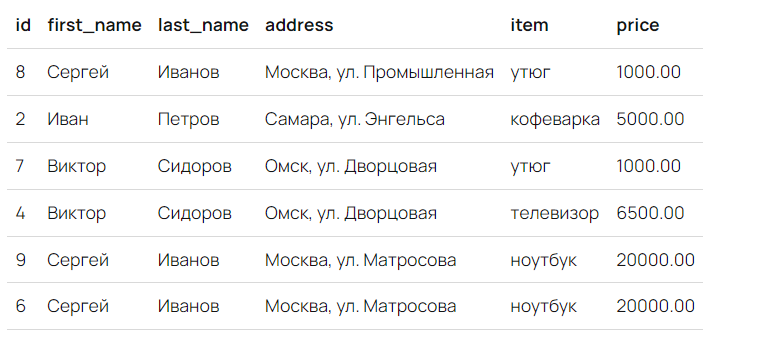 id first_name last_name address item price
8 Сергей Иванов Москва, ул. Промышленная утюг 1000.00
2 Иван Петров Самара, ул. Энгельса кофеварка 5000.00
7 Виктор Сидоров Омск, ул. Дворцовая утюг 1000.00
4 Виктор Сидоров Омск, ул. Дворцовая телевизор 6500.00
9 Сергей Иванов Москва, ул. Матросова ноутбук 20000.00
6 Сергей Иванов Москва, ул. Матросова ноутбук 20000.00